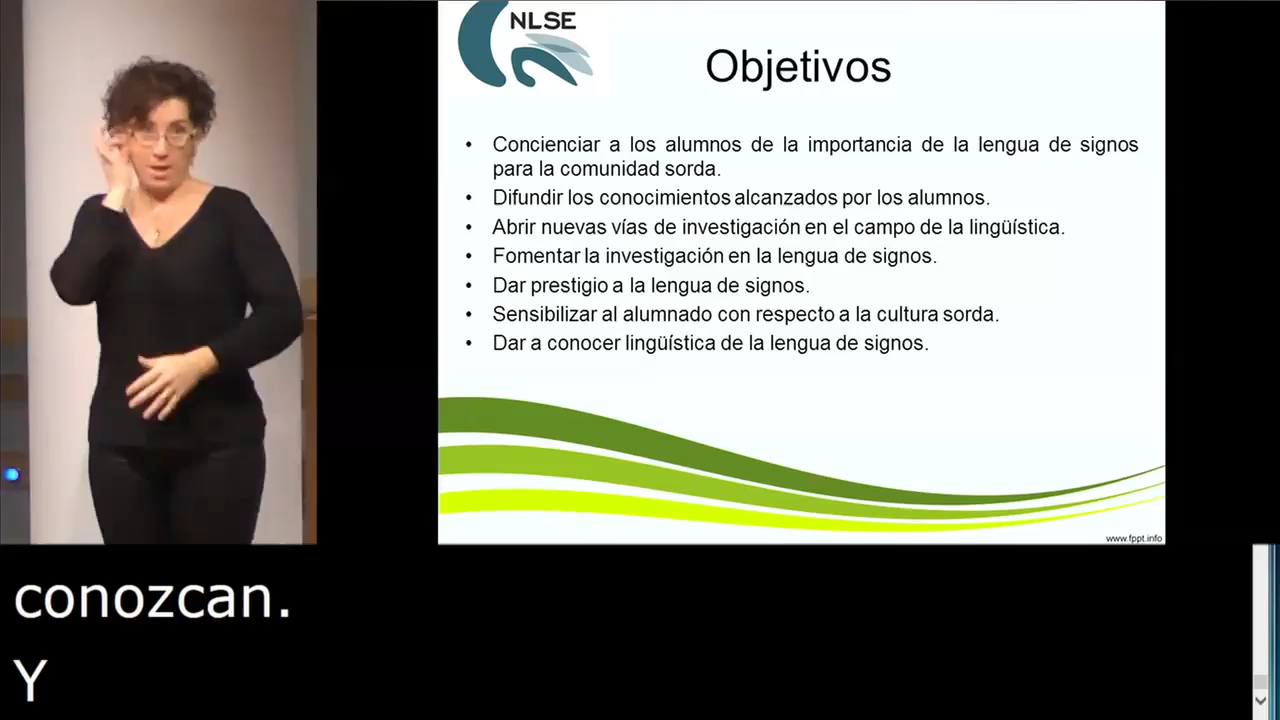 NLSE
Objetivos
• Concienciar a los alumnos de la importancia de la lengua de signos
para la comunidad sorda.
• Difundir los conocimientos alcanzados por los alumnos.
• Abrir nuevas vías de investigación en el campo de la lingüística.
• Fomentar la investigación en la lengua de signos.
• Dar prestigio a la lengua de signos.
• Sensibilizar al alumnado con respecto a la cultura sorda.
• Dar a conocer lingüística de la lengua de signos.
www.fppt.info
conozcan.
Y